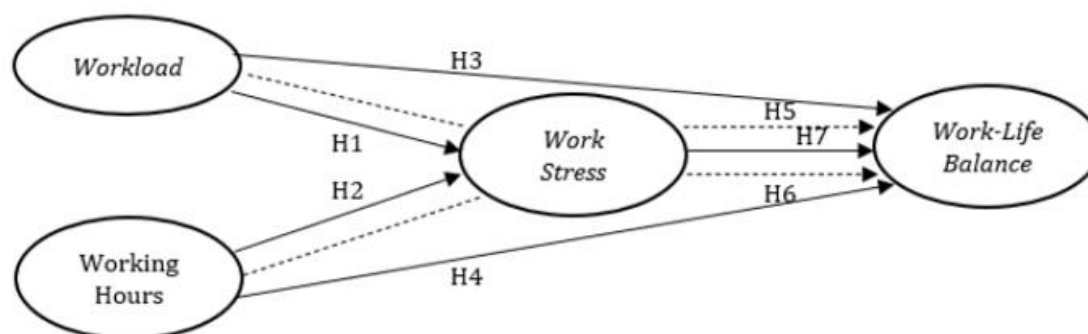 Workload
H3
H5
H1
Work
Stress
H7
Work-Life
Balance
H2
H6
Working
Hours
H4